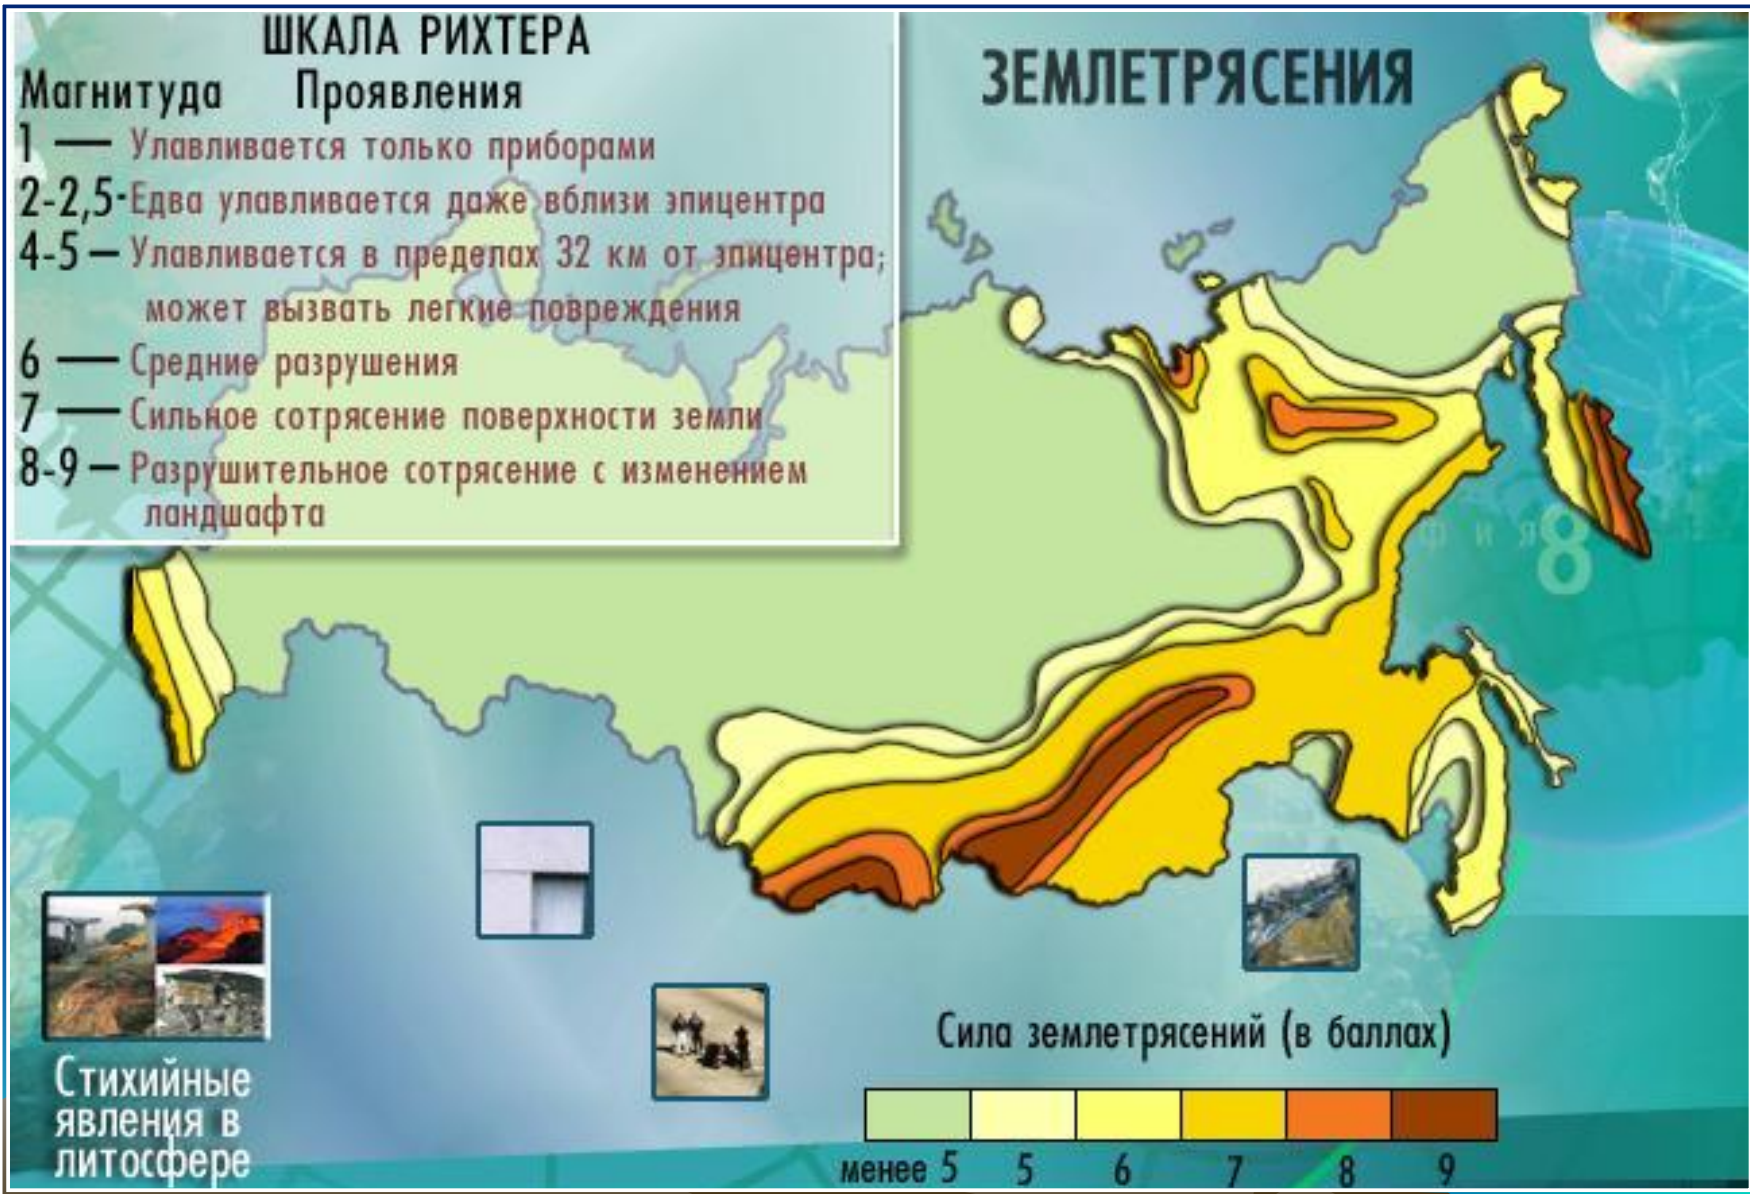 ШКАЛА РИХТЕРА
Магнитуда Проявления
1 — Улавливается только приборами
2-2,5- Едва улавливается даже вблизи эпицентра
4-5 — Улавливается в пределах 32 км от эпицентра;
может вызвать легкие повреждения
6 — Средние разрушения
7 — Сильное сотрясение поверхности земли
8-9 — Разрушительное сотрясение с изменением
ландшафта
ЗЕМЛЕТРЯСЕНИЯ
ф и я 8
Стихийные
явления в
литосфере
Сила землетрясений (в баллах)
менее 5 5 6 7 8 9